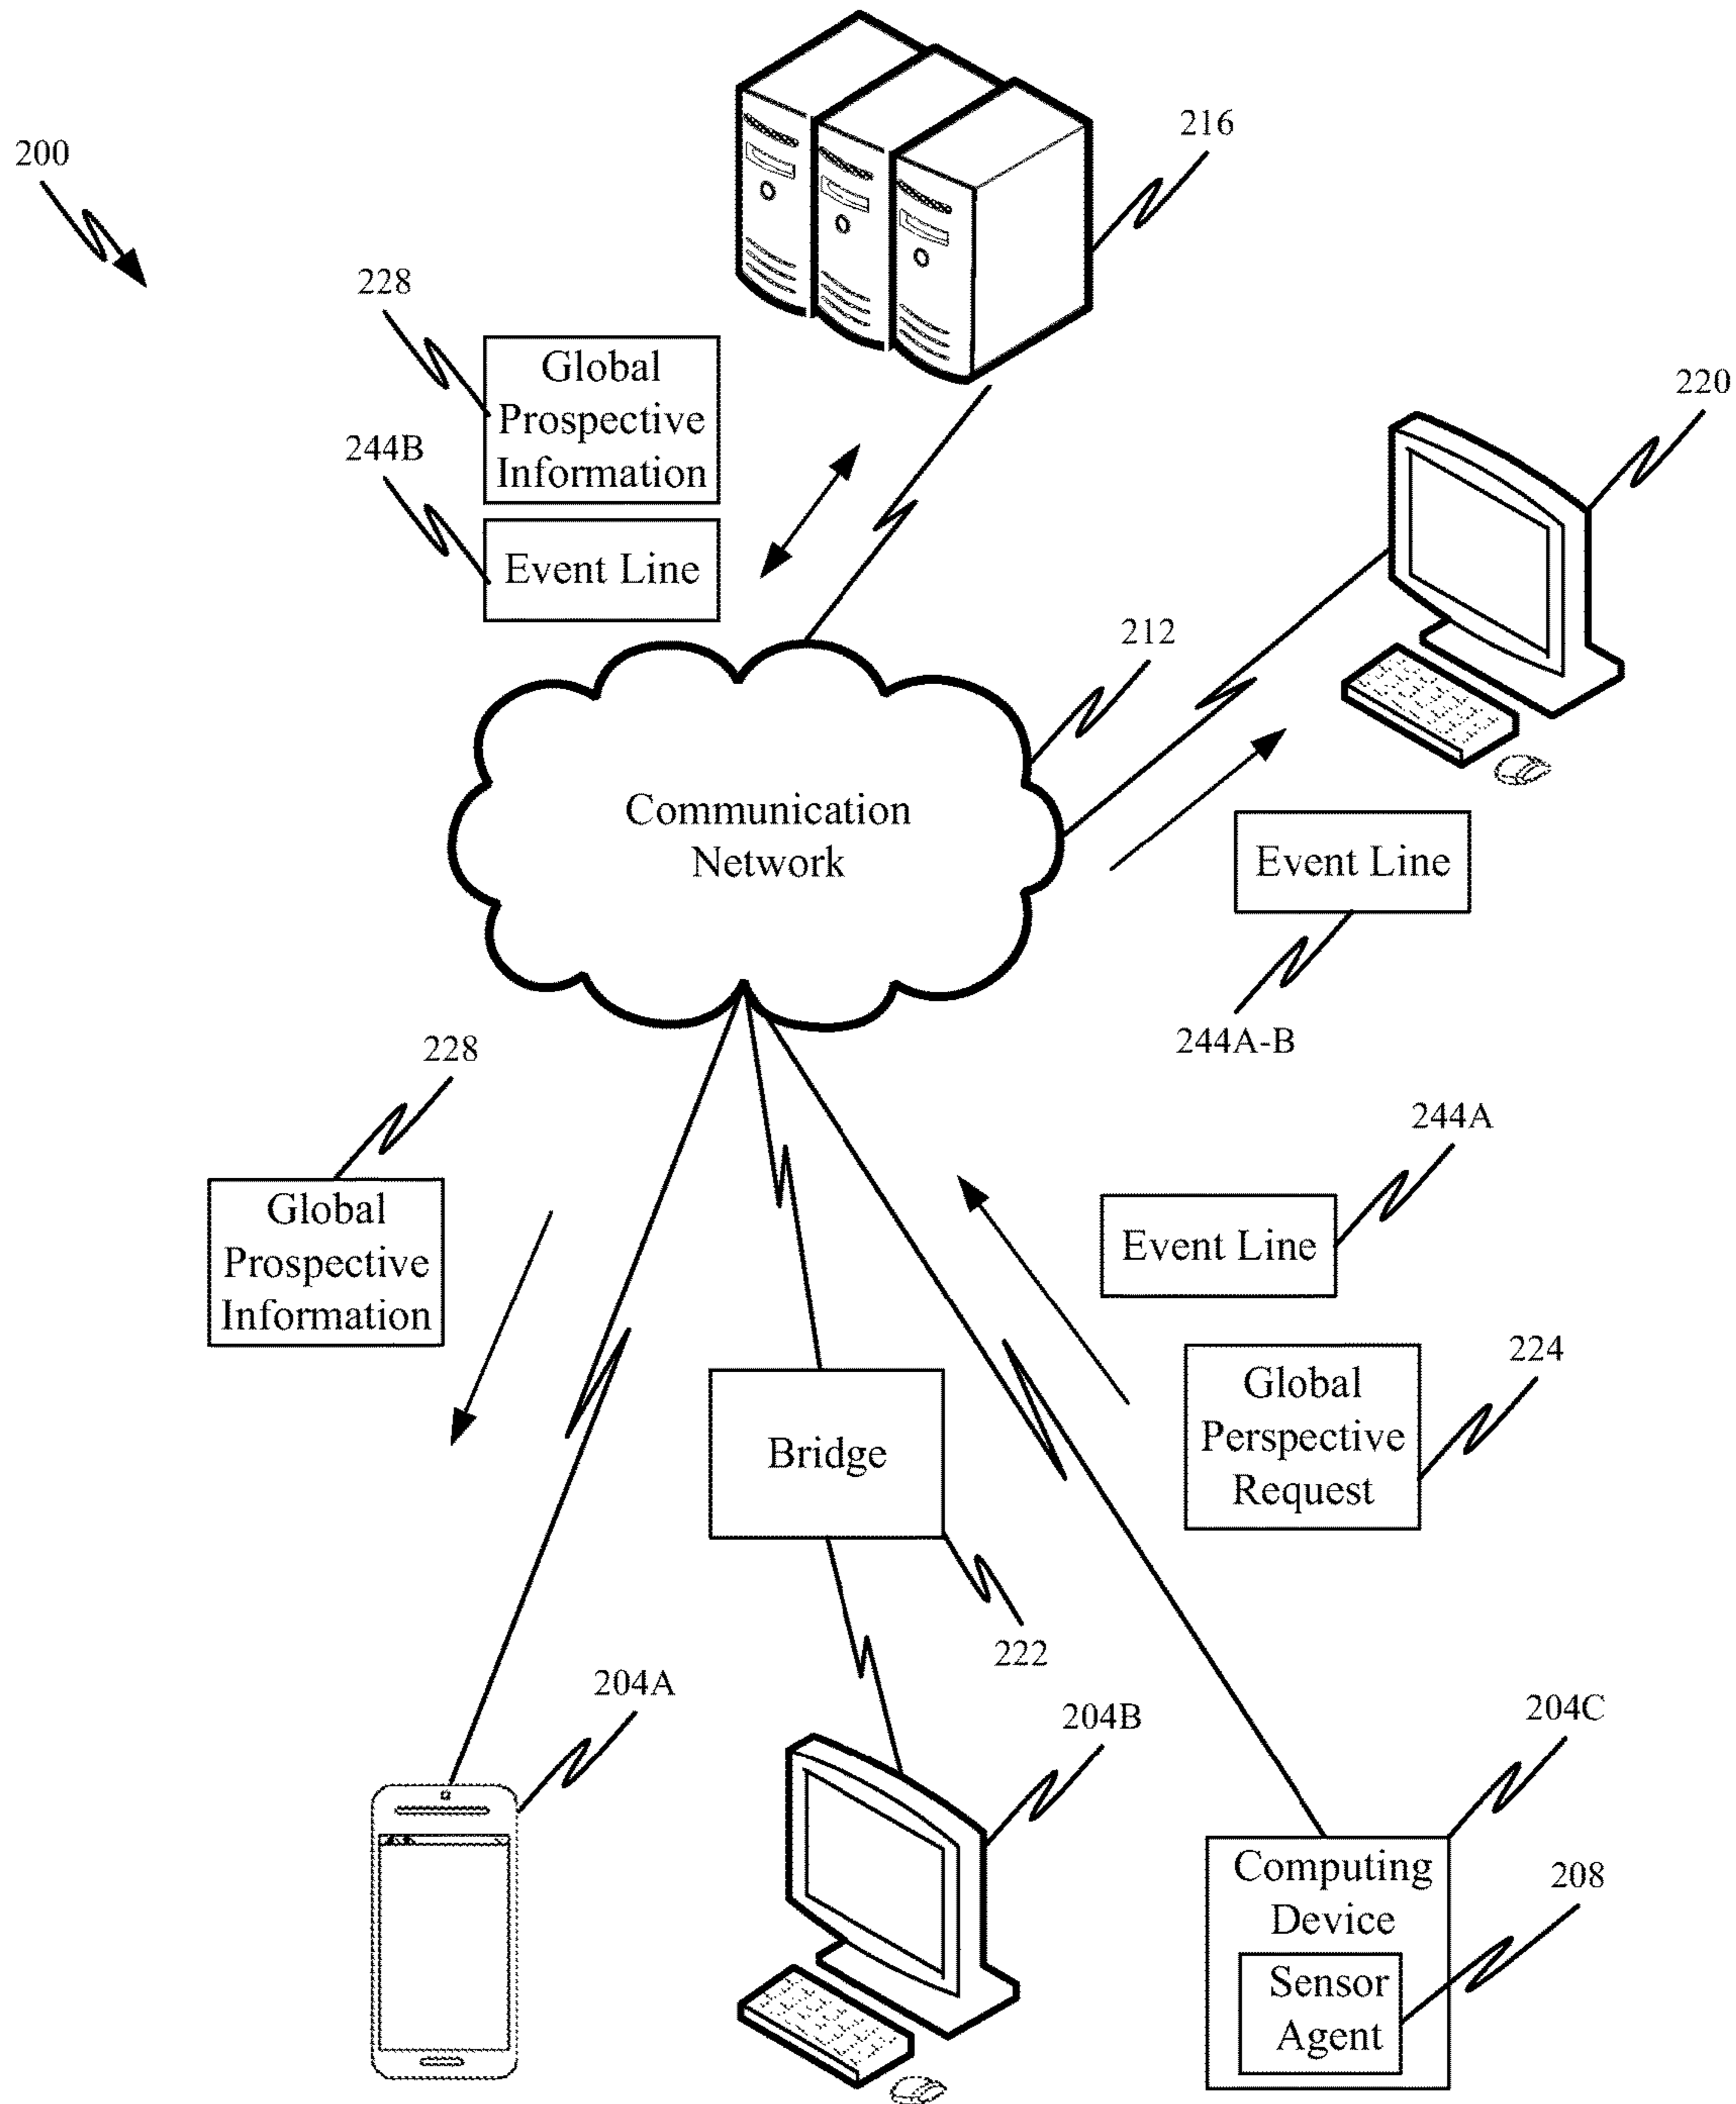 216
200
228
Global
Prospective
Information
220
244B
Event Line
212
Communication
Network
Event Line
244A-B
228
Global
Prospective
Information
244A
Event Line
224
Global
Perspective
Request
Bridge
222
204A
204B
204C
Computing
Device
208
Sensor
Agent